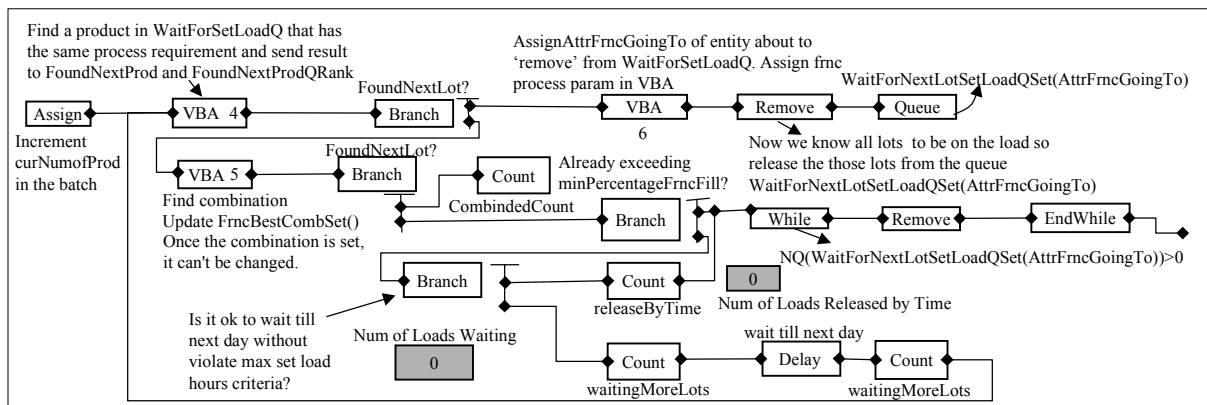 Find a product in WaitForSetLoadQ that has
the same process requirement and send result
to FoundNextProd and FoundNextProdQRank
AssignAttrFrncGoingTo of entity about to
‘remove’ from WaitForSetLoadQ. Assign frnc
process param in VBA
WaitForNextLotSetLoadQSet(AttrFrncGoingTo)
FoundNextLot?
Assign
VBA 4
Branch
VBA
6
Remove
Queue
Increment
curNumofProd
in the batch
Now we know all lots to be on the load so
release the those lots from the queue
WaitForNextLotSetLoadQSet(AttrFrncGoingTo)
FoundNextLot?
VBA 5
Branch
Count
CombindedCount
Already exceeding
minPercentageFrncFill?
Find combination
Update FrncBestCombSet()
Once the combination is set,
it can't be changed.
Branch
While
Remove
EndWhile
NQ(WaitForNextLotSetLoadQSet(AttrFrncGoingTo))>0
Branch
Count
releaseByTime
0
Num of Loads Released by Time
Is it ok to wait till
next day without
violate max set load
hours criteria?
Num of Loads Waiting
0
wait till next day
Count
waitingMoreLots
Delay
Count
waitingMoreLots